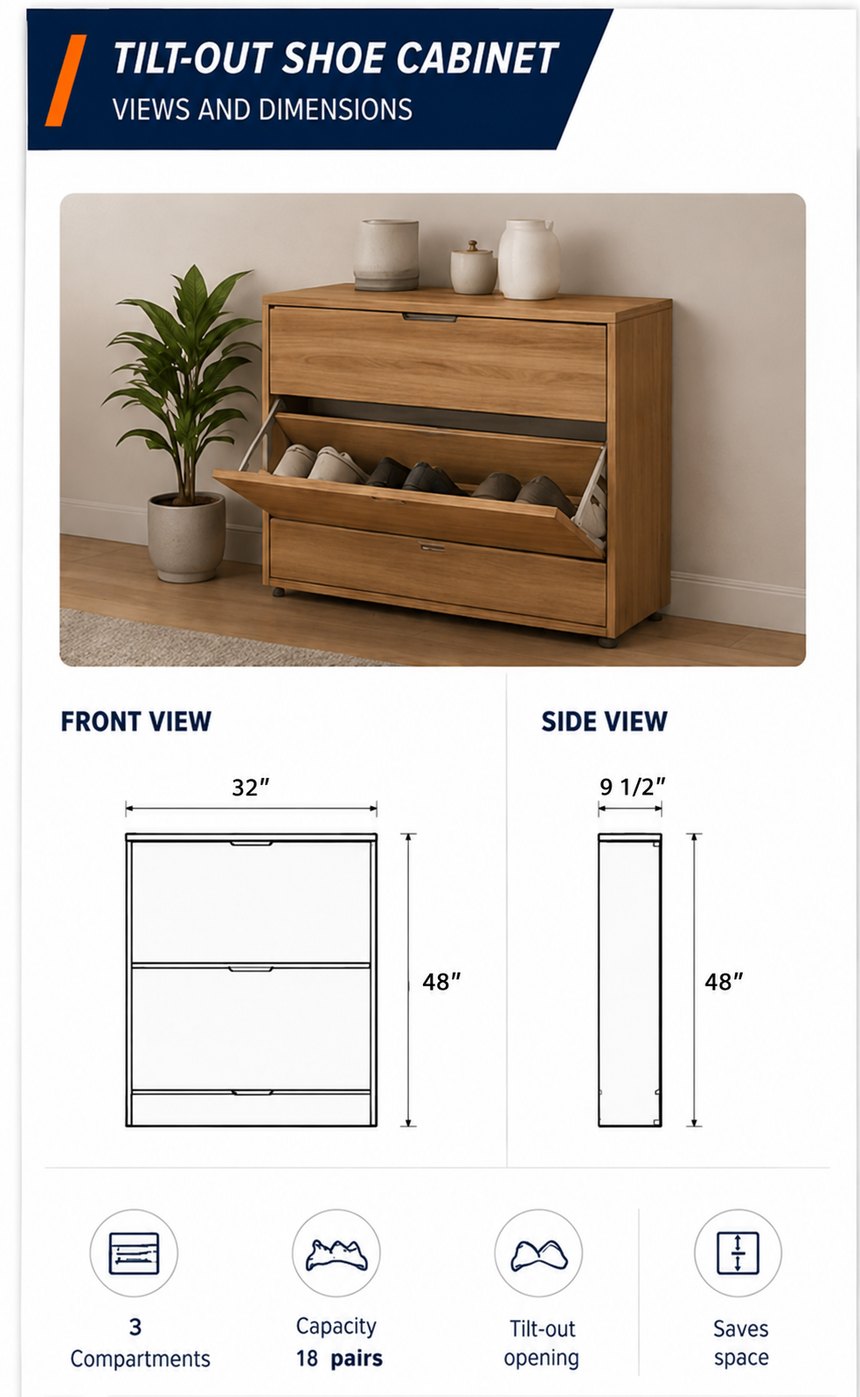 TILT-OUT SHOE CABINET
VIEWS AND DIMENSIONS
FRONT VIEW
32"
48"
SIDE VIEW
9 1/2"
48"
3
Compartments
Capacity
18 pairs
Tilt-out
opening
Saves
space